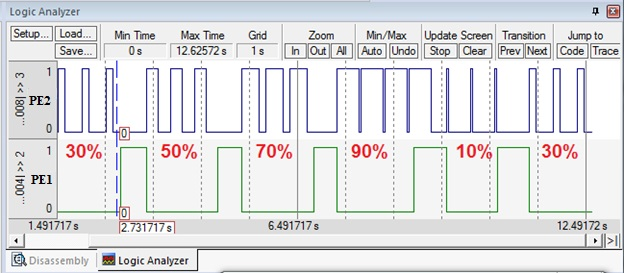 Logic Analyzer
Setup... Load... Min Time Max Time Grid Zoom Min/Max Update Screen Transition Jump to
Save... 0 s 12.62572 s 1 s In Out All Auto Undo Stop Clear Prev Next Code Trace
1
...008] >> 3 PE2
0
0
1
...004] >> 2 PE1
0
0
30% 50% 70% 90% 10% 30%
1.491717 s 2.731717 s 6.491717 s 12.49172 s
>|
Disassembly Logic Analyzer